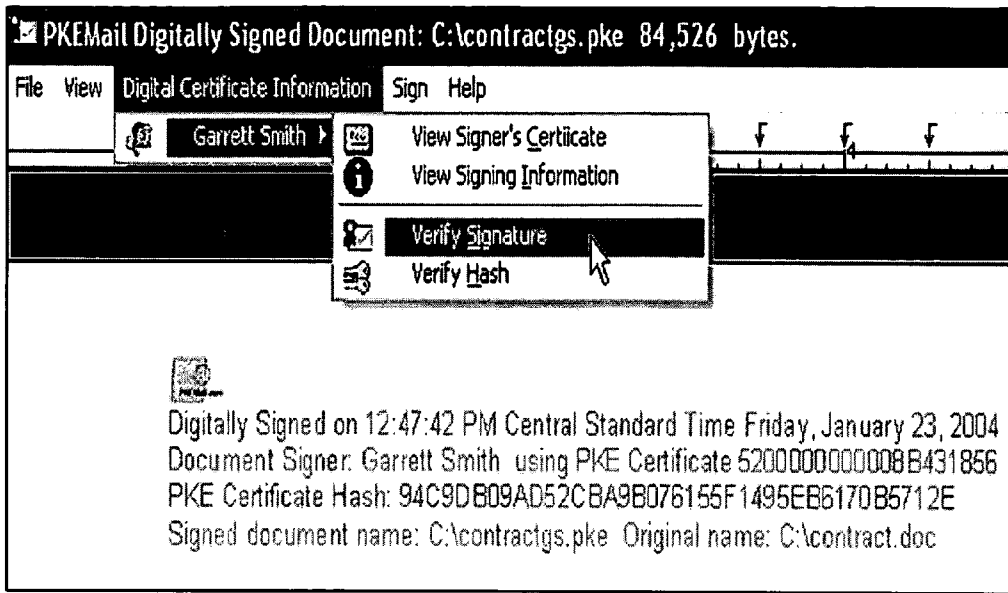 PKEMail Digitally Signed Document: C:\contractgs.pke 84,526 bytes.
File View Digital Certificate Information Sign Help
Garrett Smith
View Signer's Certiicate
4
View Signing Information
Verify Signature
Verify Hash
Digitally Signed on 12:47:42 PM Central Standard Time Friday, January 23, 2004
Document Signer: Garrett Smith using PKE Certificate 5200000000008B431856
PKE Certificate Hash: 94C9DB09AD52CBA9B076155F1495EB6170B5712E
Signed document name: C:\contractgs.pke Original name: C:\contract.doc